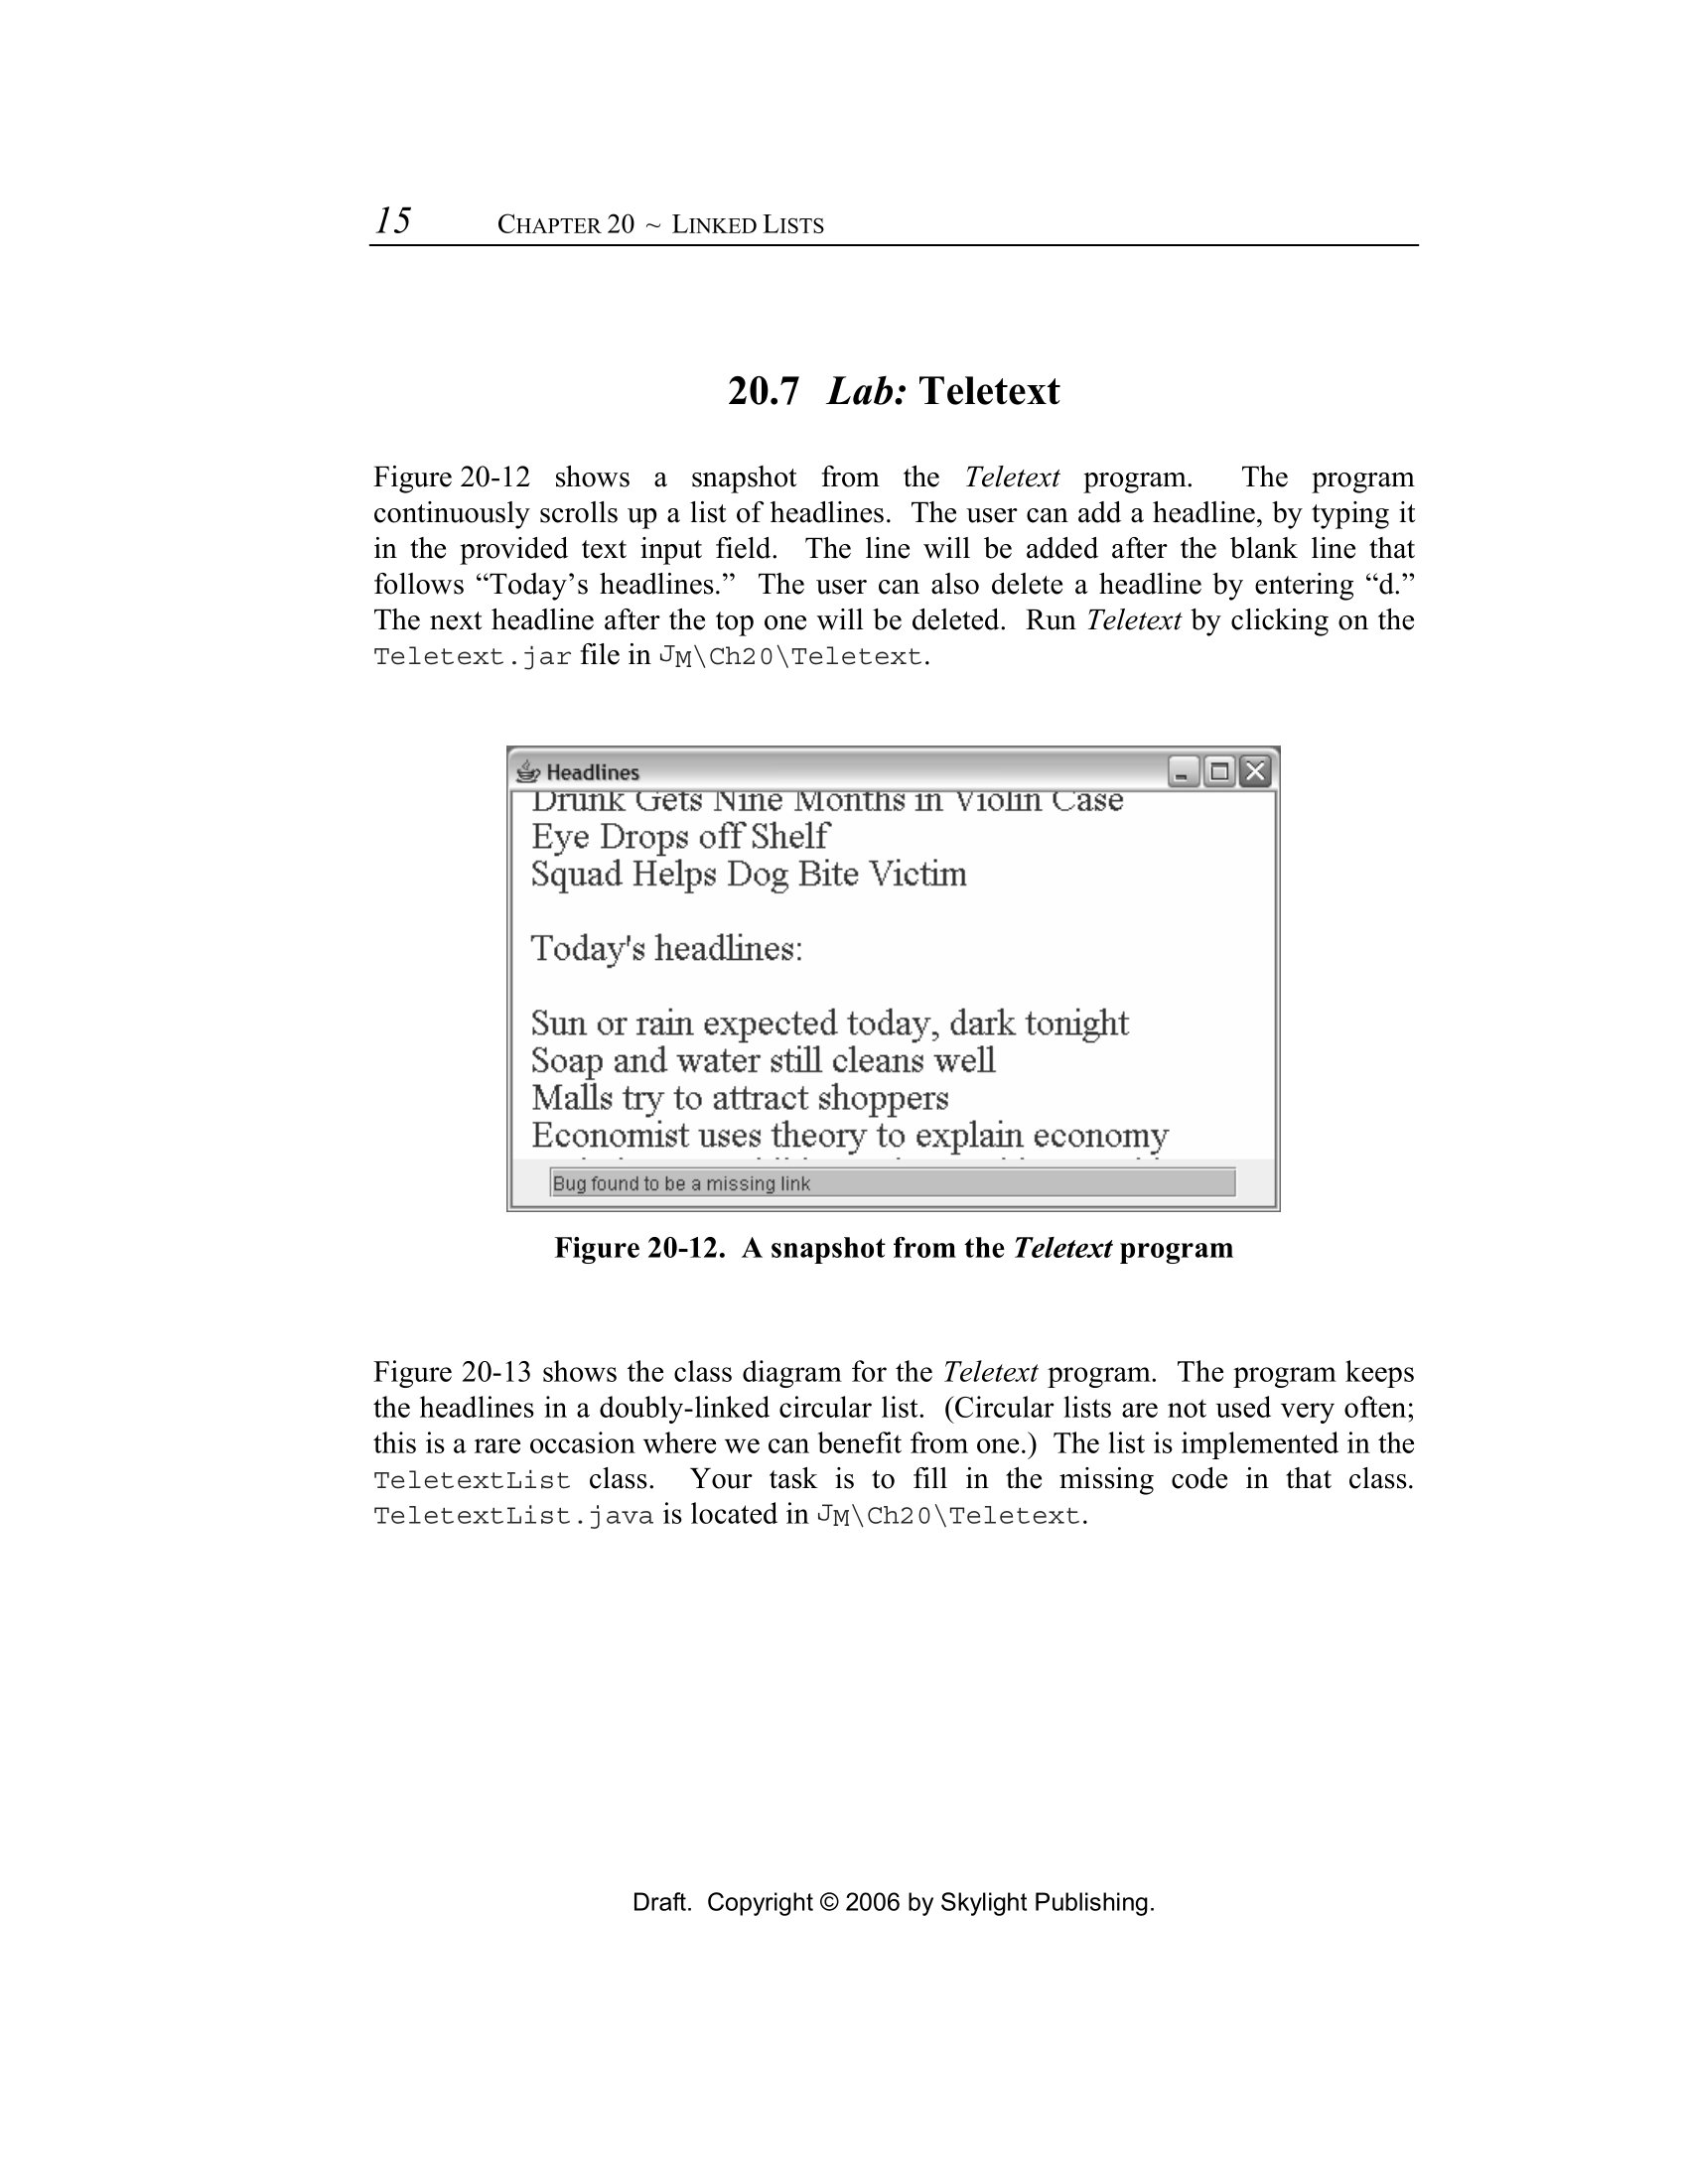 15 CHAPTER 20 ~ LINKED LISTS
20.7 Lab: Teletext
Figure 20-12 shows a snapshot from the Teletext program. The program
continuously scrolls up a list of headlines. The user can add a headline, by typing it
in the provided text input field. The line will be added after the blank line that
follows “Today’s headlines.” The user can also delete a headline by entering “d.”
The next headline after the top one will be deleted. Run Teletext by clicking on the
Teletext.jar file in JM\Ch20\Teletext.
Headlines
Drunk Gets Nine Months in Violin Case
Eye Drops off Shelf
Squad Helps Dog Bite Victim
Today's headlines:
Sun or rain expected today, dark tonight
Soap and water still cleans well
Malls try to attract shoppers
Economist uses theory to explain economy
Bug found to be a missing link
Figure 20-12. A snapshot from the Teletext program
Figure 20-13 shows the class diagram for the Teletext program. The program keeps
the headlines in a doubly-linked circular list. (Circular lists are not used very often;
this is a rare occasion where we can benefit from one.) The list is implemented in the
TeletextList class. Your task is to fill in the missing code in that class.
TeletextList.java is located in JM\Ch20\Teletext.
Draft. Copyright © 2006 by Skylight Publishing.